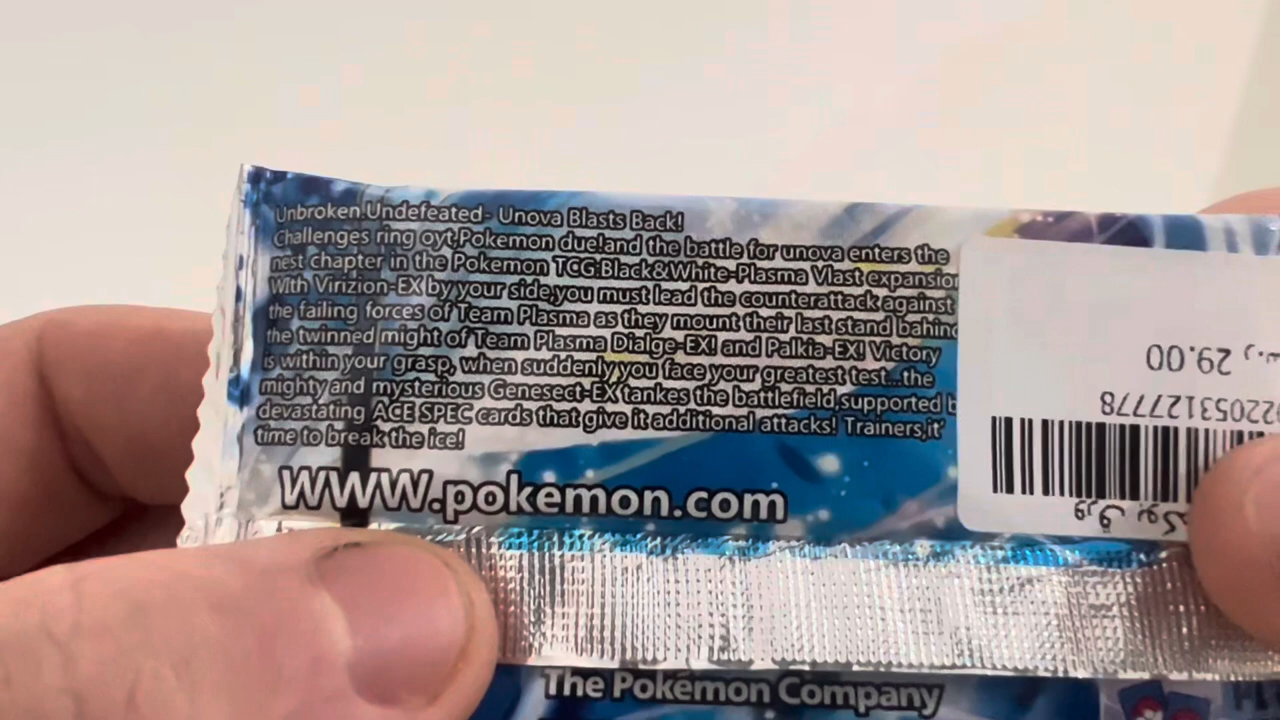 Unbroken.Undefeated- Unova Blasts Back!
Challenges ring oyt,Pokemon due!and the battle for unova enters the
nest chapter in the Pokemon TCG:Black&White-Plasma Vlast expansion
With Virizion-EX by your side,you must lead the counterattack against
the failing forces of Team Plasma as they mount their last stand bahind
the twinned might of Team Plasma Dialge-EX! and Palkia-EX! Victory
is within your grasp, when suddenly you face your greatest test...the
mighty and mysterious Genesect-EX tankes the battlefield,supported b
devastating ACE SPEC cards that give it additional attacks! Trainers,it'
time to break the ice!
www.pokemon.com
29.00 ر.س
22053127778
ورق بوك
The Pokémon Company